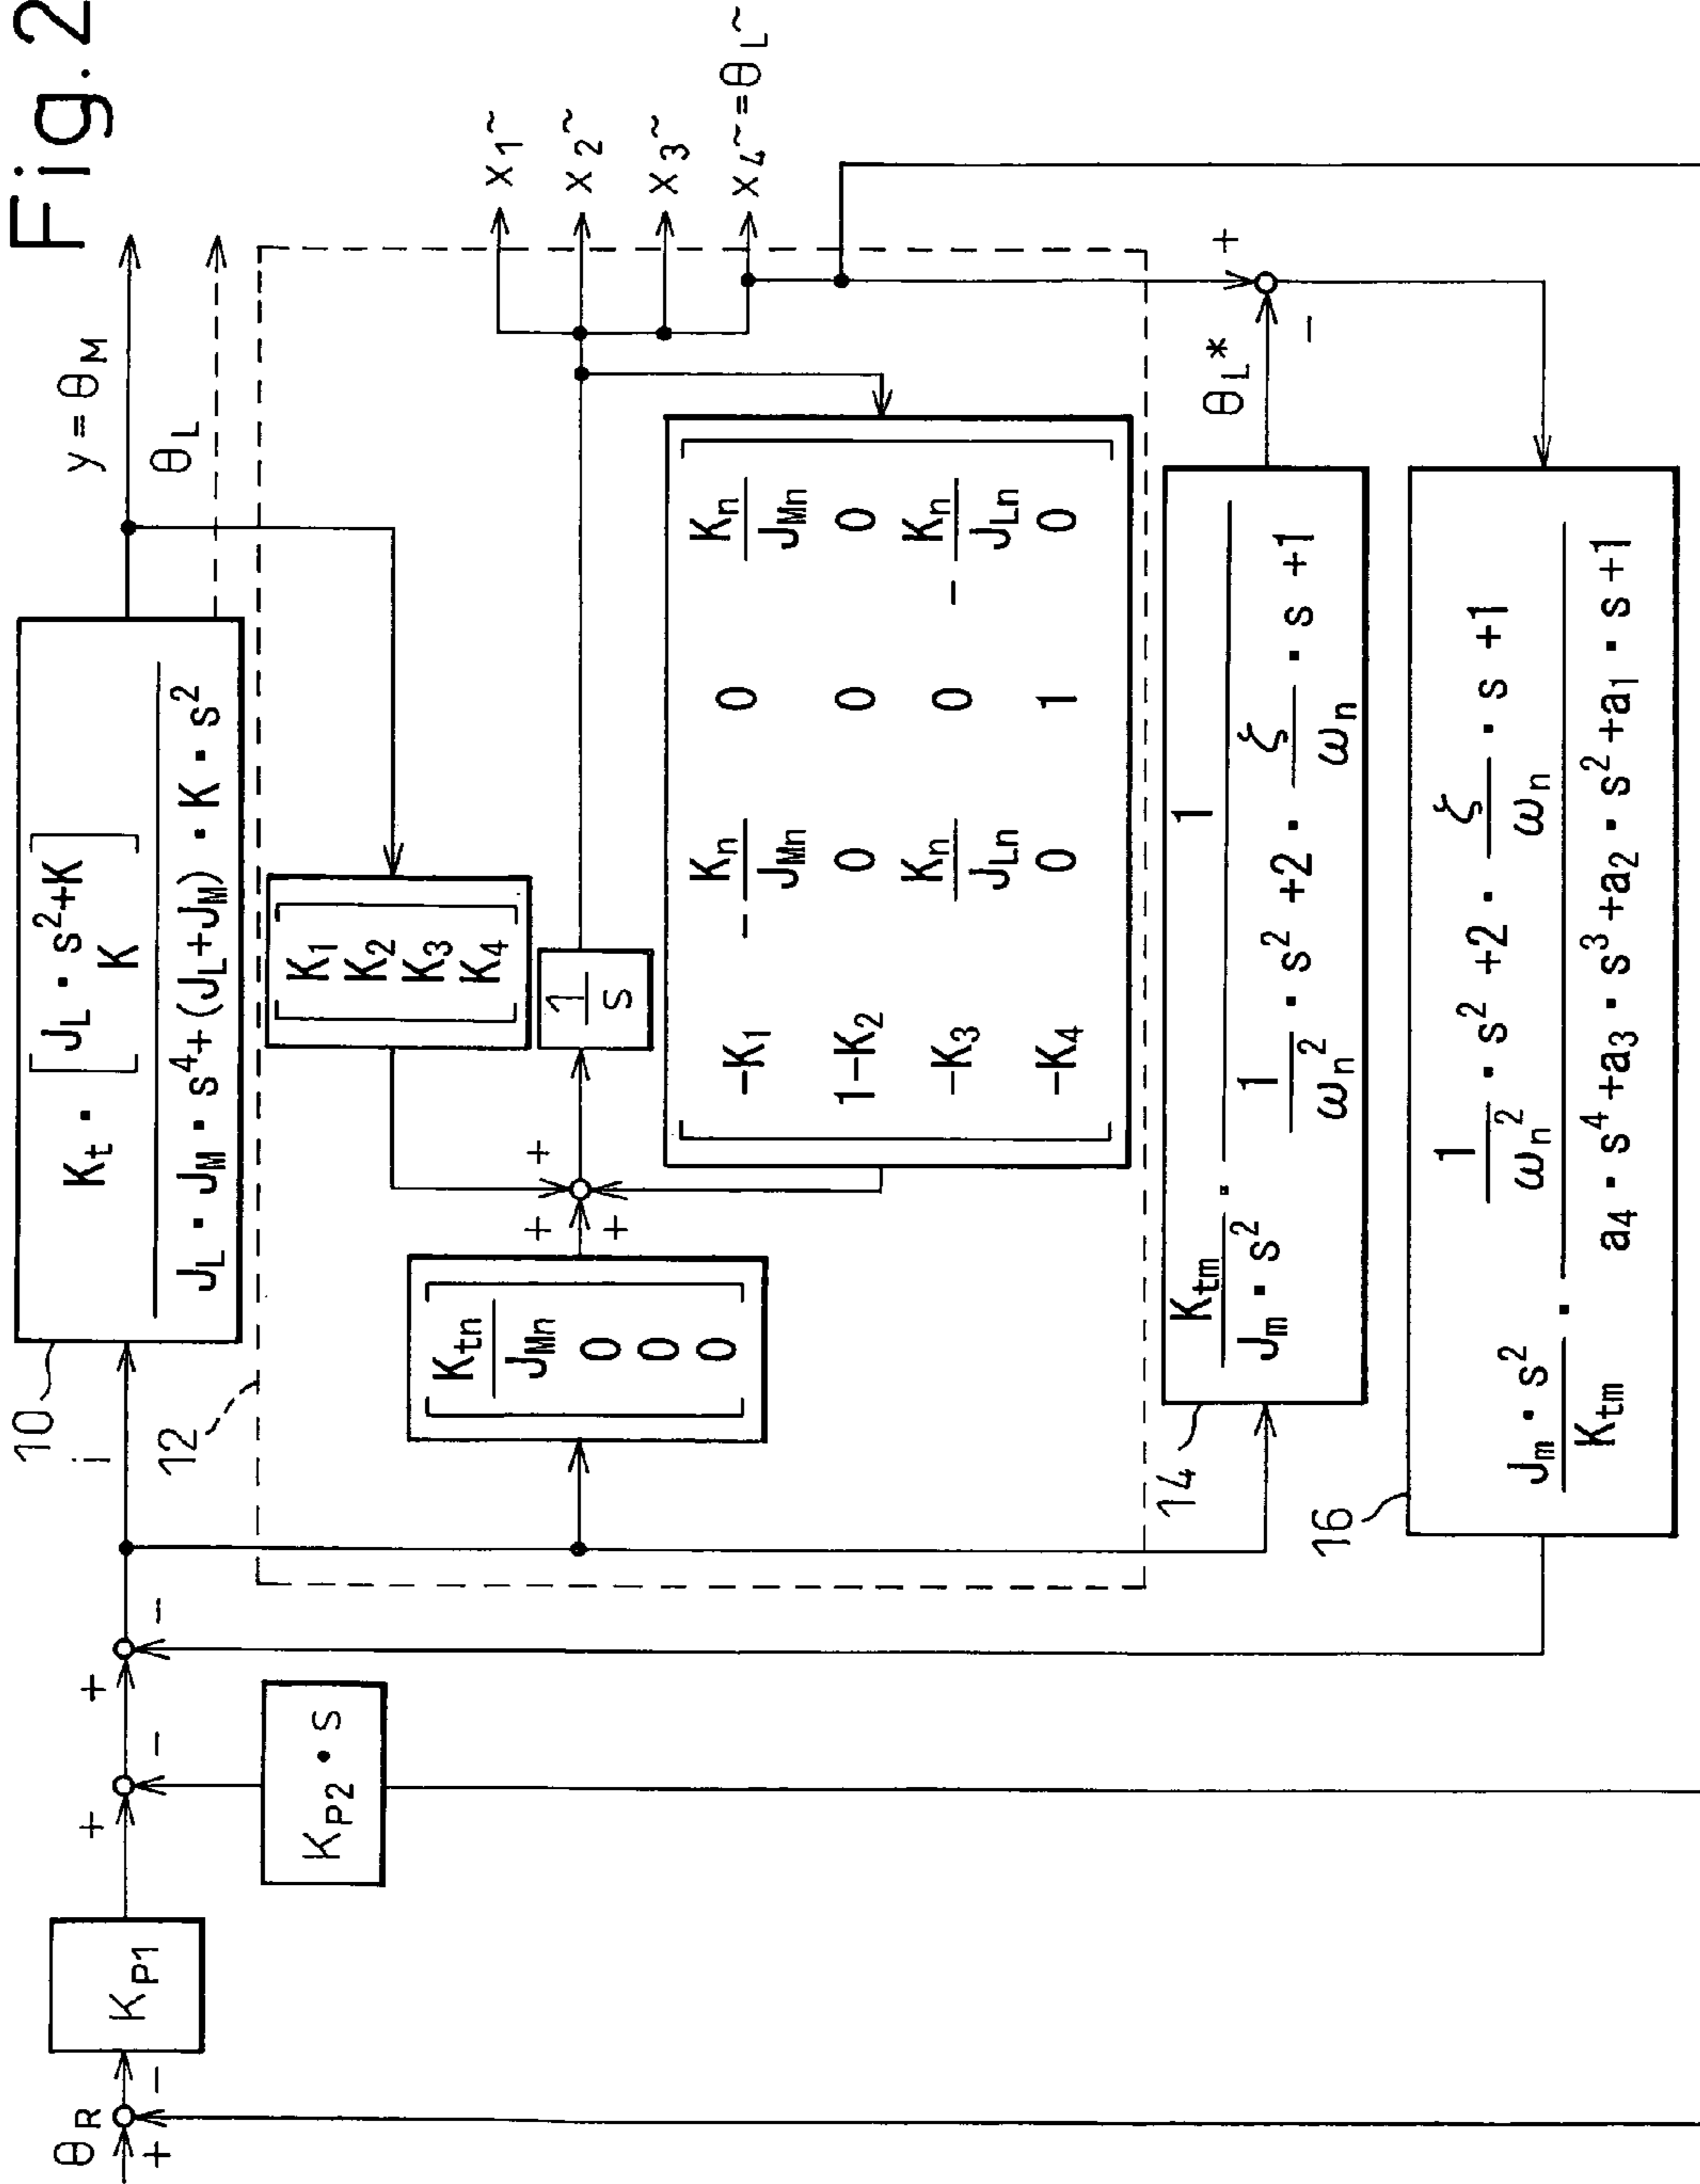 Fig.2
θR
+
−
KP1
+
−
KP2・s
+
−
i
10
Kt・[JL・s²+K
K]
JL・JM・s⁴+(JL+JM)・K・s²
y=θM
θL
12
[Ktn
JMn
0
0
0]
+
+
+
[K1
K2
K3
K4]
1
s
[-K1 -Kn/JMn 0 Kn/JMn
1-K2 0 0 0
-K3 Kn/JLn 0 -Kn/JLn
-K4 0 1 0]
x1~
x2~
x3~
x4~=θL~
14
Ktm
Jm・s²
・
1
1/ωn²・s²+2・ζ/ωn・s+1
θL*
+
−
16
Jm・s²
Ktm
・
1/ωn²・s²+2・ζ/ωn・s+1
a4・s⁴+a3・s³+a2・s²+a1・s+1